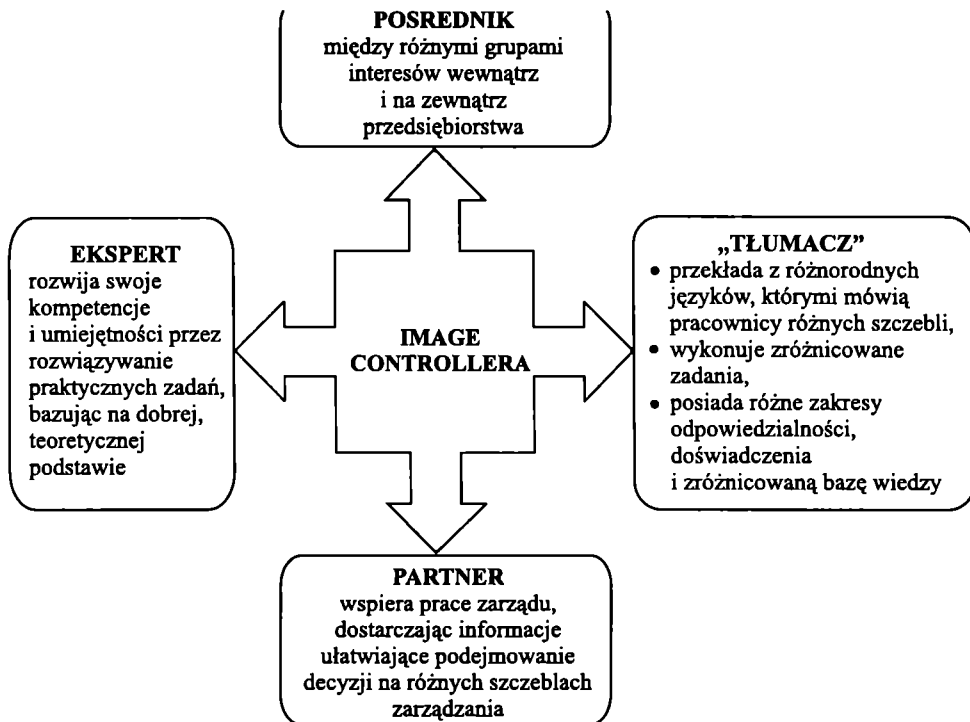 POSREDNIK
między różnymi grupami
interesów wewnątrz
i na zewnątrz
przedsiębiorstwa
EKSPERT
rozwija swoje
kompetencje
i umiejętności przez
rozwiązywanie
praktycznych zadań,
bazując na dobrej,
teoretycznej
podstawie
IMAGE
CONTROLLERA
„TŁUMACZ”
• przekłada z różnorodnych
języków, którymi mówią
pracownicy różnych szczebli,
• wykonuje zróżnicowane
zadania,
• posiada różne zakresy
odpowiedzialności,
doświadczenia
i zróżnicowaną bazę wiedzy
PARTNER
wspiera prace zarządu,
dostarczając informacje
ułatwiające podejmowanie
decyzji na różnych szczeblach
zarządzania